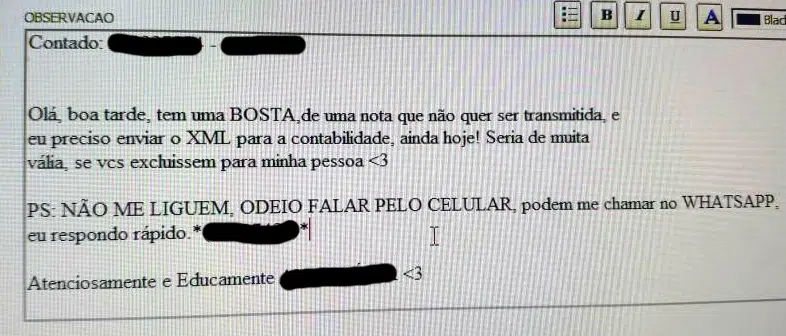 OBSERVACAO
B I U A Blac
Contado: -
Olá, boa tarde, tem uma BOSTA,de uma nota que não quer ser transmitida, e
eu preciso enviar o XML para a contabilidade, ainda hoje! Seria de muita
vália, se vcs excluissem para minha pessoa <3
PS: NÃO ME LIGUEM, ODEIO FALAR PELO CELULAR, podem me chamar no WHATSAPP,
eu respondo rápido.* *
Atenciosamente e Educamente <3